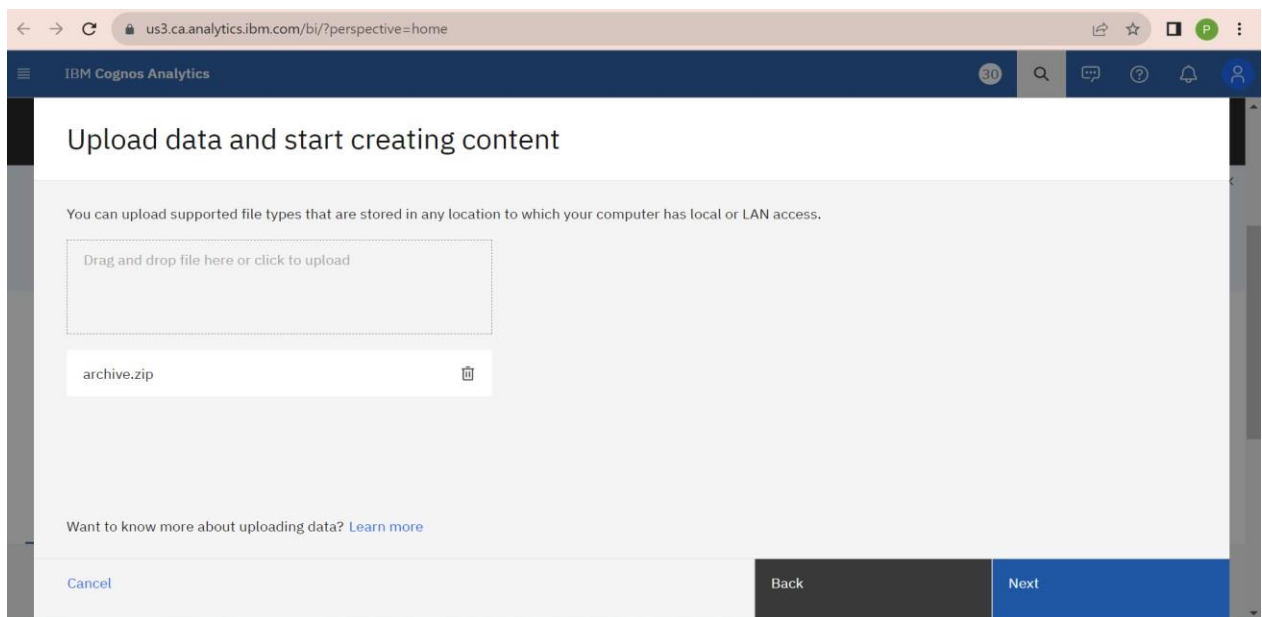 us3.ca.analytics.ibm.com/bi/?perspective=home
P
IBM Cognos Analytics
30
Upload data and start creating content
You can upload supported file types that are stored in any location to which your computer has local or LAN access.
Drag and drop file here or click to upload
archive.zip
Want to know more about uploading data? Learn more
Cancel
Back
Next